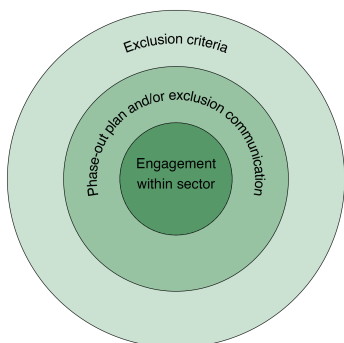 Exclusion criteria
Phase-out plan and/or exclusion communication
Engagement
within sector